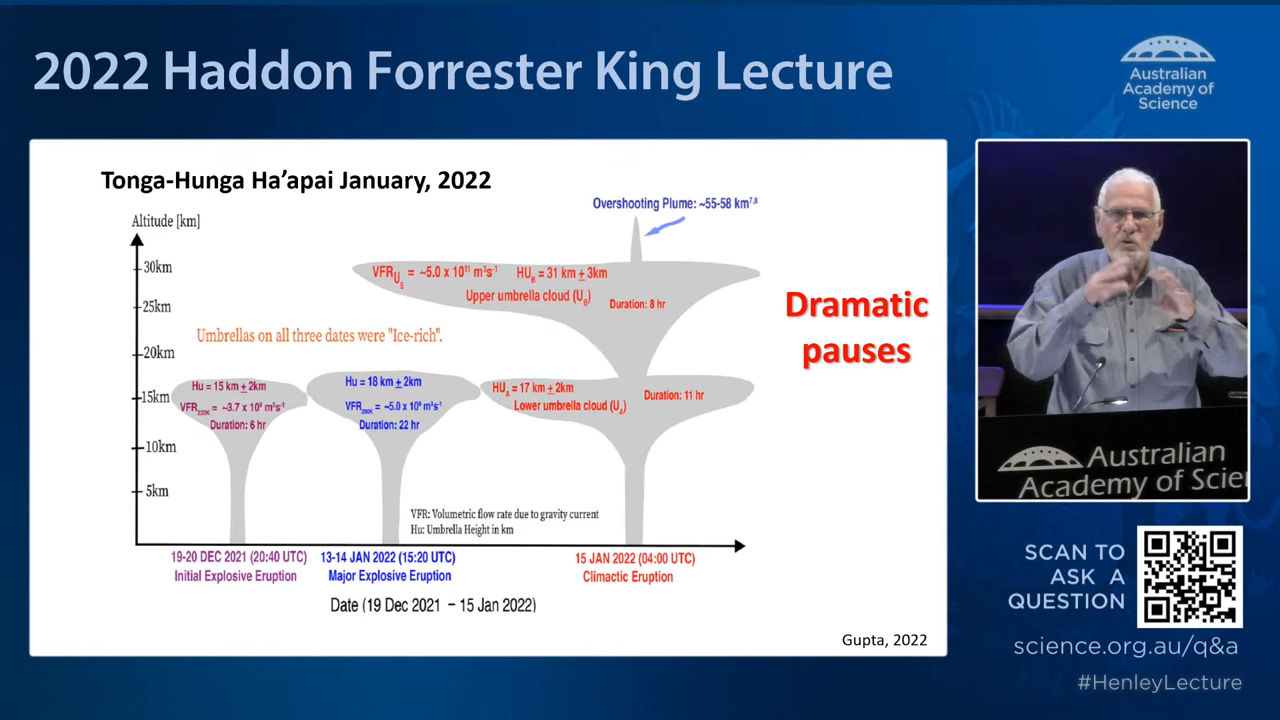 2022 Haddon Forrester King Lecture
Australian
Academy of
Science
Tonga-Hunga Ha’apai January, 2022
Altitude [km]
30km
25km
20km
15km
10km
5km
Overshooting Plume: ~55-58 km⁷,⁸
VFR_U_B = ~5.0 x 10¹¹ m³s⁻¹ HU_B = 31 km ± 3km
Upper umbrella cloud (U_B)
Duration: 8 hr
Umbrellas on all three dates were "Ice-rich".
Hu = 15 km ± 2km
VFR₂₂₀K = ~3.7 x 10⁹ m³s⁻¹
Duration: 6 hr
Hu = 18 km ± 2km
VFR₂₀₀K = ~5.0 x 10⁹ m³s⁻¹
Duration: 22 hr
HU_A = 17 km ± 2km
Lower umbrella cloud (U_A)
Duration: 11 hr
Dramatic
pauses
VFR: Volumetric flow rate due to gravity current
Hu: Umbrella Height in km
19-20 DEC 2021 (20:40 UTC)
Initial Explosive Eruption
13-14 JAN 2022 (15:20 UTC)
Major Explosive Eruption
15 JAN 2022 (04:00 UTC)
Climactic Eruption
Date (19 Dec 2021 – 15 Jan 2022)
Gupta, 2022
Australian
Academy of Scie
SCAN TO
ASK A
QUESTION
science.org.au/q&a
#HenleyLecture